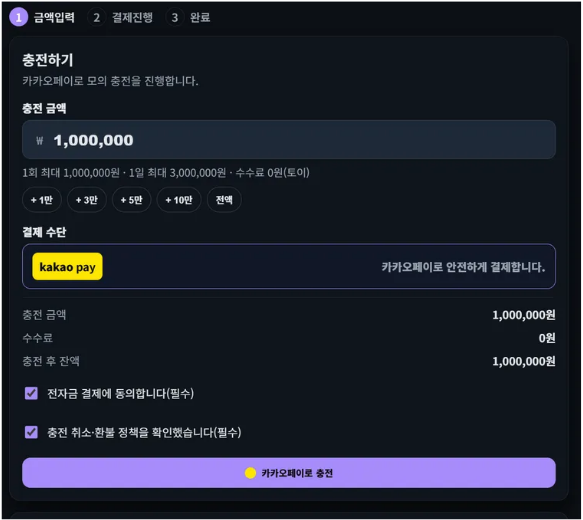 1 금액입력 2 결제진행 3 완료
충전하기
카카오페이로 모의 충전을 진행합니다.
충전 금액
₩ 1,000,000
1회 최대 1,000,000원 · 1일 최대 3,000,000원 · 수수료 0원(토이)
+ 1만 + 3만 + 5만 + 10만 전액
결제 수단
kakao pay 카카오페이로 안전하게 결제합니다.
충전 금액 1,000,000원
수수료 0원
충전 후 잔액 1,000,000원
전자금 결제에 동의합니다(필수)
충전 취소·환불 정책을 확인했습니다(필수)
카카오페이로 충전